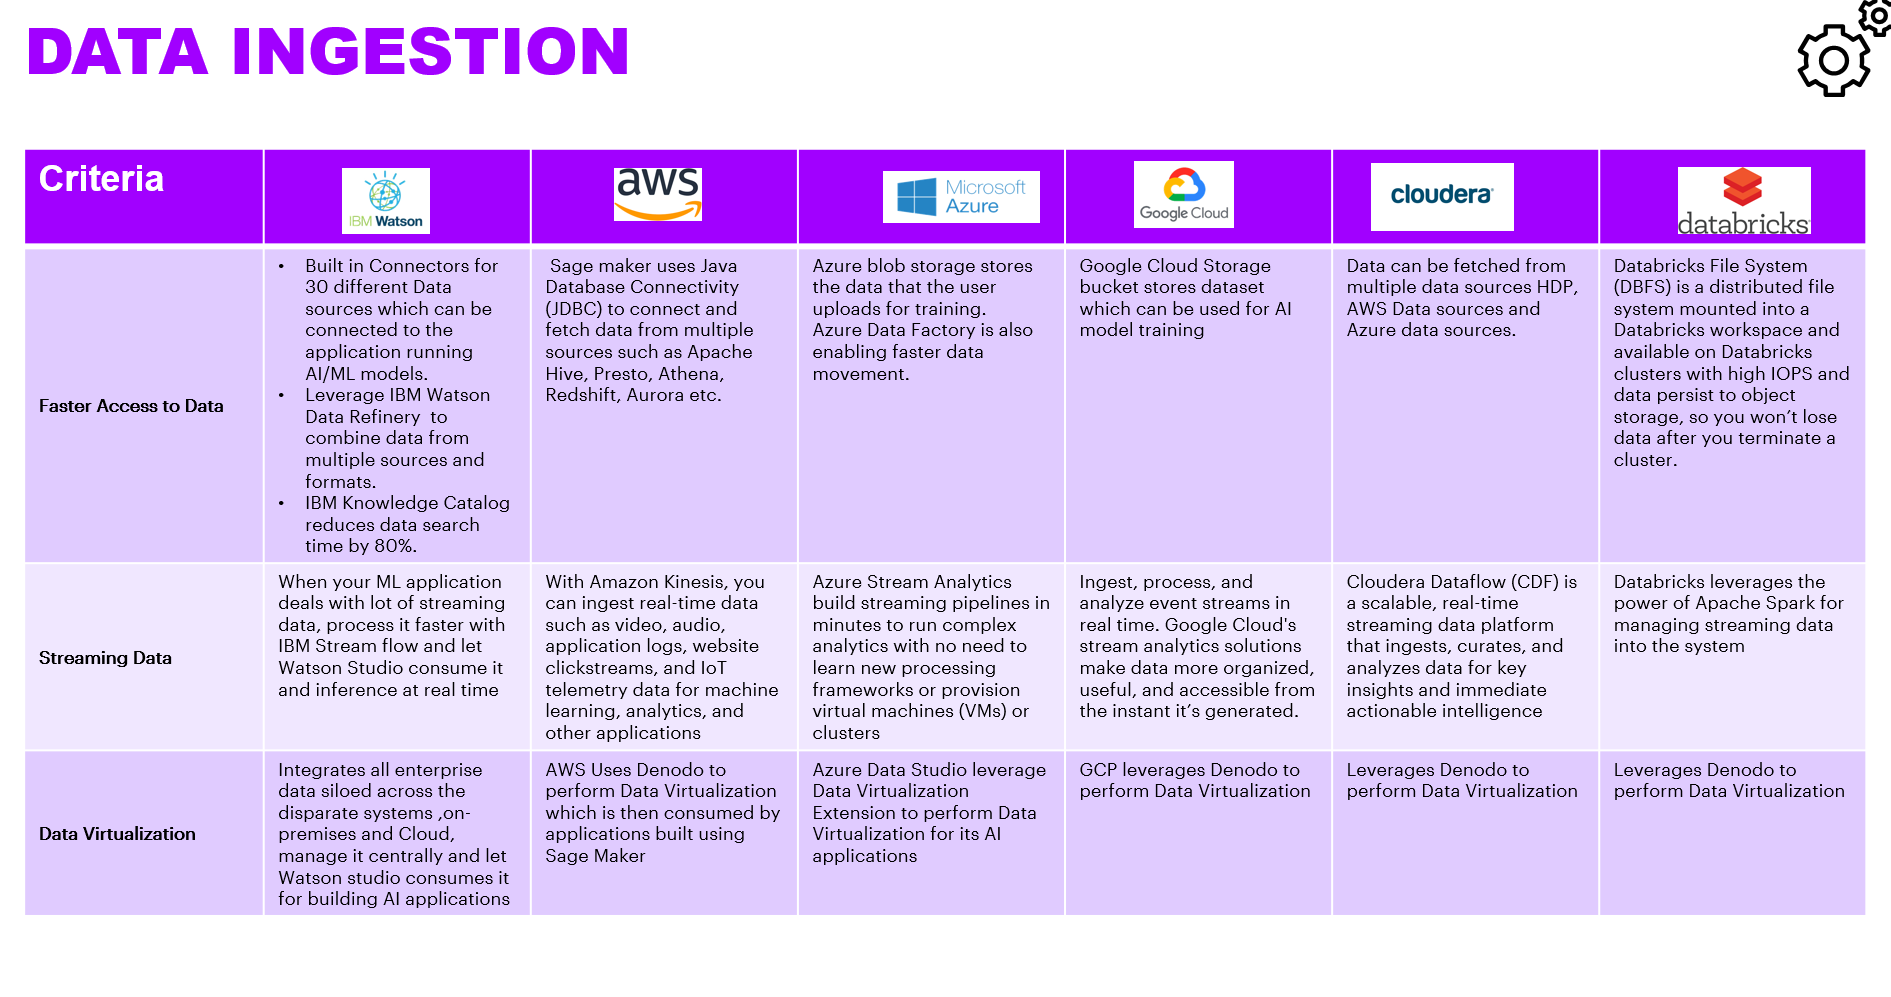 DATA INGESTION
Criteria
IBM Watson
aws
Microsoft
Azure
Google Cloud
cloudera
databricks
Faster Access to Data
• Built in Connectors for
30 different Data
sources which can be
connected to the
application running
AI/ML models.
• Leverage IBM Watson
Data Refinery to
combine data from
multiple sources and
formats.
• IBM Knowledge Catalog
reduces data search
time by 80%.
Sage maker uses Java
Database Connectivity
(JDBC) to connect and
fetch data from multiple
sources such as Apache
Hive, Presto, Athena,
Redshift, Aurora etc.
Azure blob storage stores
the data that the user
uploads for training.
Azure Data Factory is also
enabling faster data
movement.
Google Cloud Storage
bucket stores dataset
which can be used for AI
model training
Data can be fetched from
multiple data sources HDP,
AWS Data sources and
Azure data sources.
Databricks File System
(DBFS) is a distributed file
system mounted into a
Databricks workspace and
available on Databricks
clusters with high IOPS and
data persist to object
storage, so you won’t lose
data after you terminate a
cluster.
Streaming Data
When your ML application
deals with lot of streaming
data, process it faster with
IBM Stream flow and let
Watson Studio consume it
and inference at real time
With Amazon Kinesis, you
can ingest real-time data
such as video, audio,
application logs, website
clickstreams, and IoT
telemetry data for machine
learning, analytics, and
other applications
Azure Stream Analytics
build streaming pipelines in
minutes to run complex
analytics with no need to
learn new processing
frameworks or provision
virtual machines (VMs) or
clusters
Ingest, process, and
analyze event streams in
real time. Google Cloud's
stream analytics solutions
make data more organized,
useful, and accessible from
the instant it’s generated.
Cloudera Dataflow (CDF) is
a scalable, real-time
streaming data platform
that ingests, curates, and
analyzes data for key
insights and immediate
actionable intelligence
Databricks leverages the
power of Apache Spark for
managing streaming data
into the system
Data Virtualization
Integrates all enterprise
data siloed across the
disparate systems ,on-
premises and Cloud,
manage it centrally and let
Watson studio consumes it
for building AI applications
AWS Uses Denodo to
perform Data Virtualization
which is then consumed by
applications built using
Sage Maker
Azure Data Studio leverage
Data Virtualization
Extension to perform Data
Virtualization for its AI
applications
GCP leverages Denodo to
perform Data Virtualization
Leverages Denodo to
perform Data Virtualization
Leverages Denodo to
perform Data Virtualization